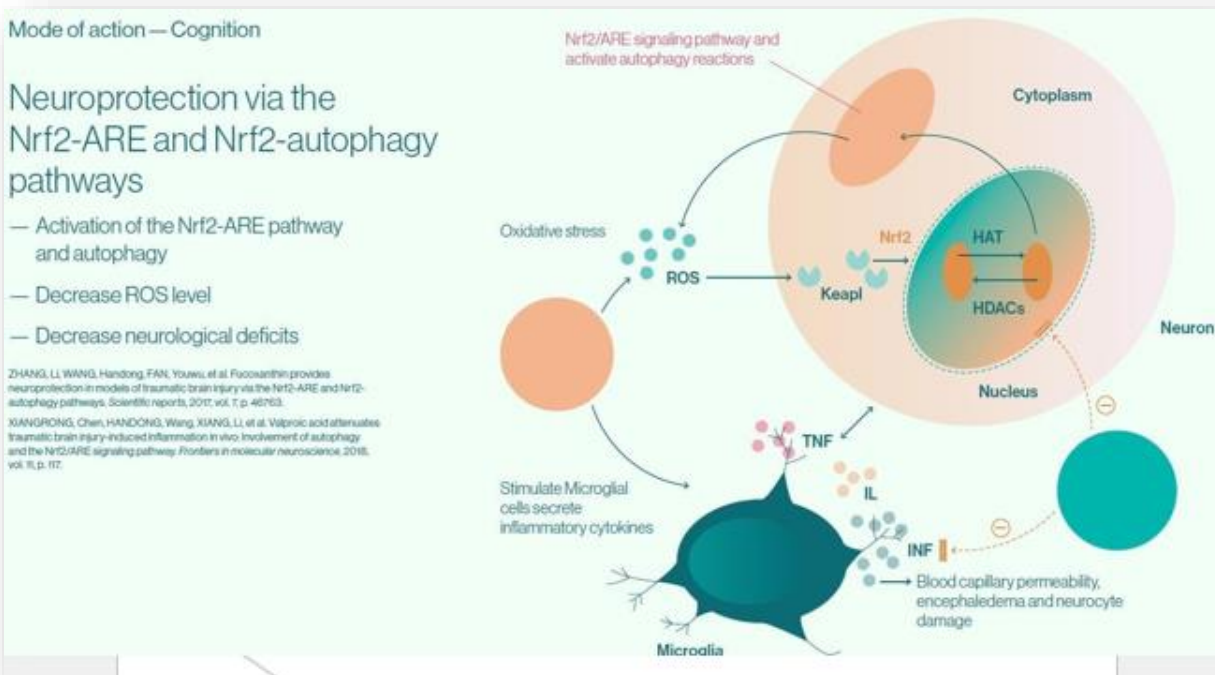 Mode of action — Cognition
Neuroprotection via the
Nrf2-ARE and Nrf2-autophagy
pathways
— Activation of the Nrf2-ARE pathway
and autophagy
— Decrease ROS level
— Decrease neurological deficits
ZHANG, Li, WANG, Handong, FAN, Youwu, et al. Fucoxanthin provides
neuroprotection in models of traumatic brain injury via the Nrf2-ARE and Nrf2-
autophagy pathways. Scientific reports, 2017, vol. 7, p. 46763.
XIANGRONG, Chen, HANDONG, Wang, XIANG, Li, et al. Valproic acid attenuates
traumatic brain injury-induced inflammation in vivo: Involvement of autophagy
and the Nrf2/ARE signaling pathway. Frontiers in molecular neuroscience, 2018,
vol. 11, p. 117.
Nrf2/ARE signaling pathway and
activate autophagy reactions
Cytoplasm
Oxidative stress
ROS
Keapl
Nrf2
HAT
HDACs
Neuron
Nucleus
TNF
IL
INF
Stimulate Microglial
cells secrete
inflammatory cytokines
Blood capillary permeability,
encephaledema and neurocyte
damage
Microglia